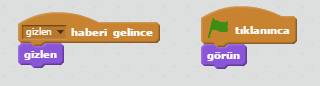 gizlen haberi gelince
gizlen
tıklanınca
görün